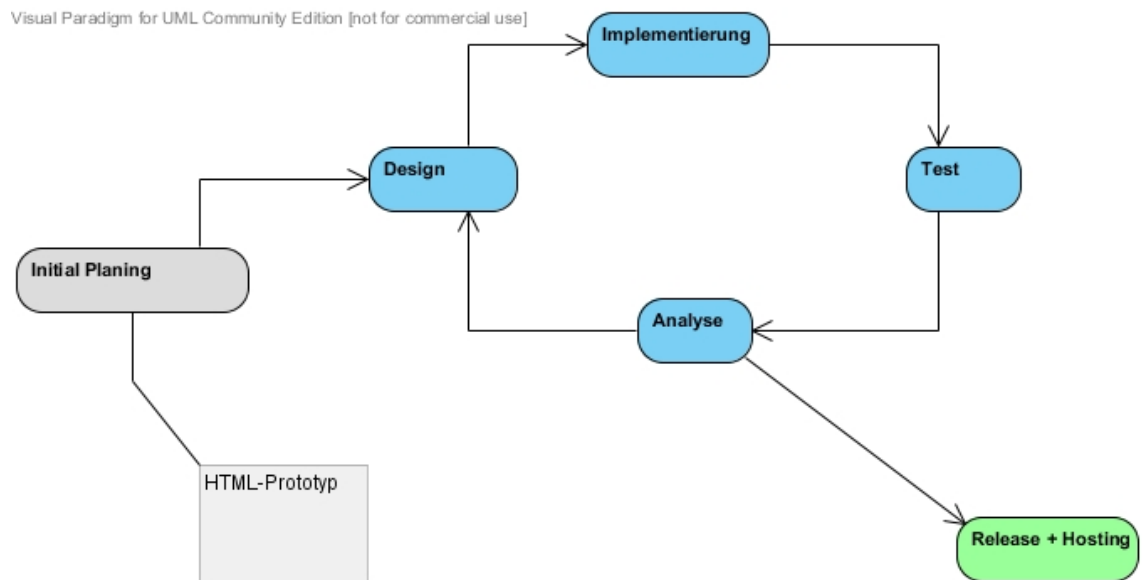 Visual Paradigm for UML Community Edition [not for commercial use]
Implementierung
Design
Test
Initial Planing
Analyse
HTML-Prototyp
Release + Hosting